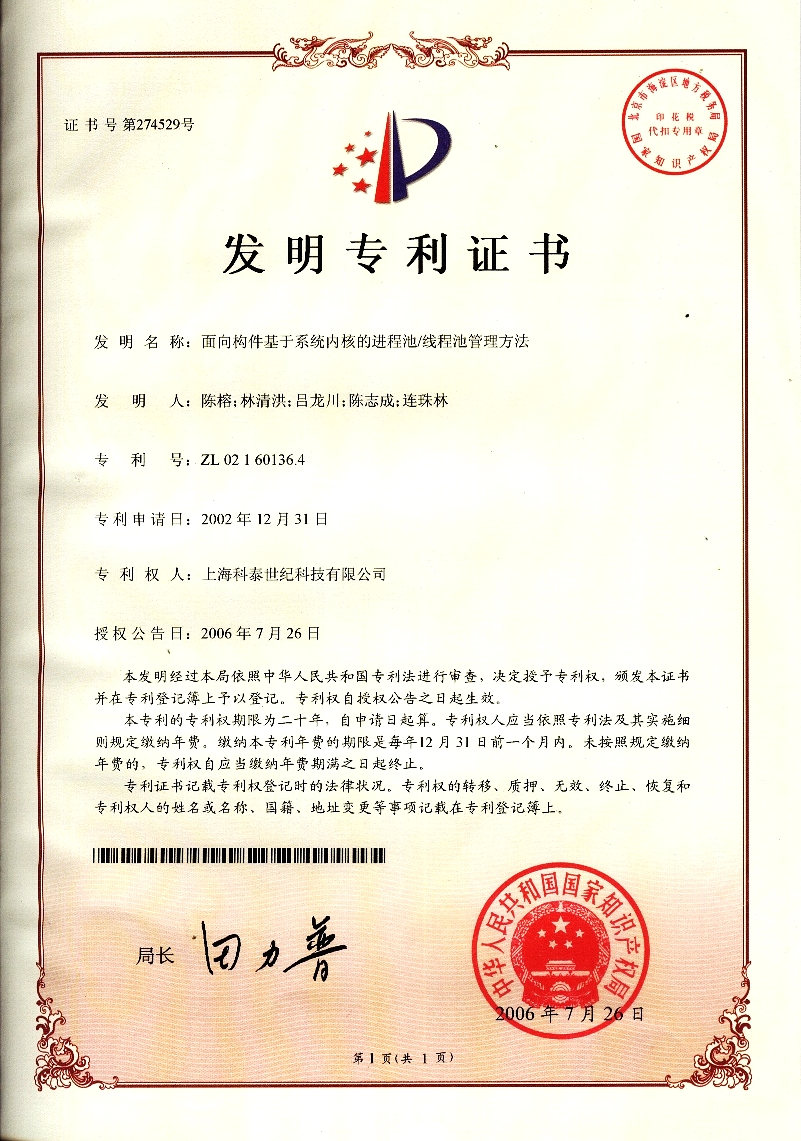 证书号第274529号
北京市海淀区地方税务局
印花税
代扣专用章
国家知识产权局
发明专利证书
发明名称：面向构件基于系统内核的进程池/线程池管理方法
发明人：陈榕;林清洪;吕龙川;陈志成;连珠林
专利号：ZL 02 1 60136.4
专利申请日：2002年12月31日
专利权人：上海科泰世纪科技有限公司
授权公告日：2006年7月26日
本发明经过本局依照中华人民共和国专利法进行审查，决定授予专利权，颁发本证书
并在专利登记簿上予以登记。专利权自授权公告之日起生效。
本专利的专利权期限为二十年，自申请日起算。专利权人应当依照专利法及其实施细
则规定缴纳年费。缴纳本专利年费的期限是每年12月31日前一个月内。未按照规定缴纳
年费的，专利权自应当缴纳年费期满之日起终止。
专利证书记载专利权登记时的法律状况。专利权的转移、质押、无效、终止、恢复和
专利权人的姓名或名称、国籍、地址变更等事项记载在专利登记簿上。
局长 田力普
中华人民共和国国家知识产权局
2006年7月26日
第1页(共1页)